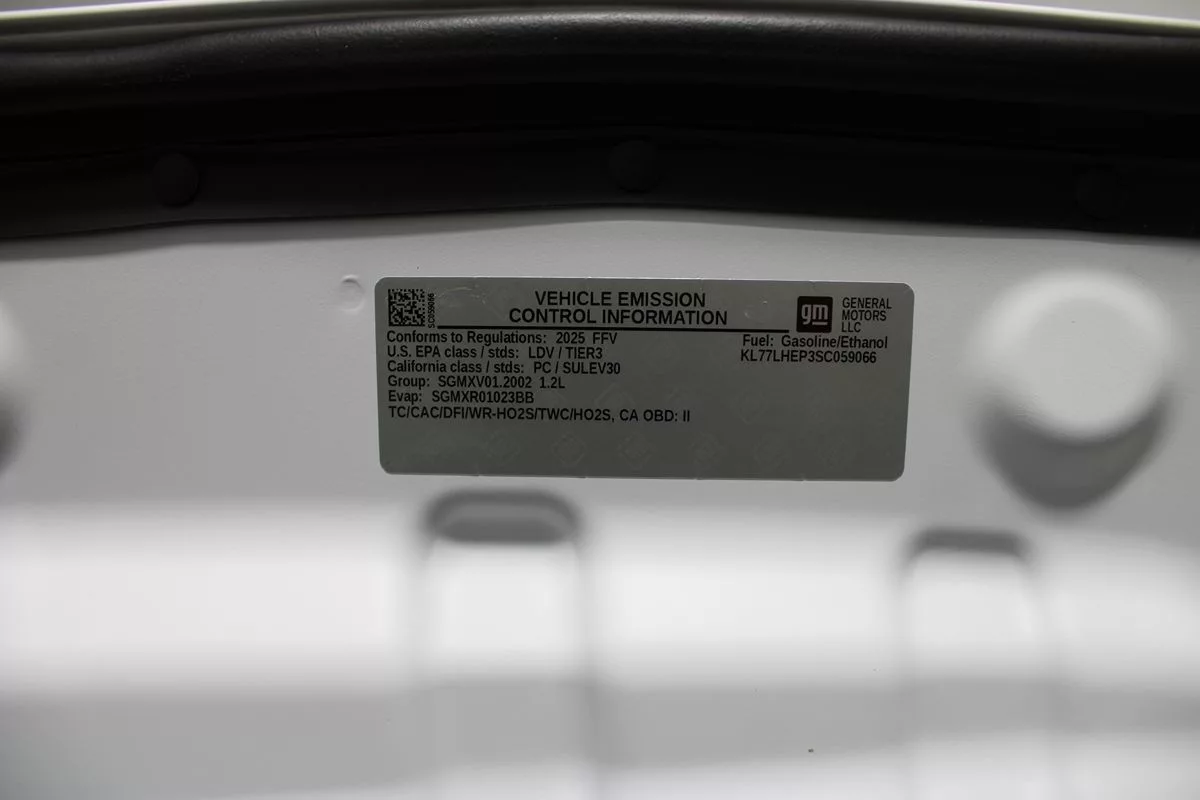 SC059066
VEHICLE EMISSION
CONTROL INFORMATION
gm
GENERAL
MOTORS
LLC
Conforms to Regulations: 2025 FFV
U.S. EPA class / stds: LDV / TIER3
California class / stds: PC / SULEV30
Group: SGMXV01.2002 1.2L
Evap: SGMXR01023BB
TC/CAC/DFI/WR-HO2S/TWC/HO2S, CA OBD: II
Fuel: Gasoline/Ethanol
KL77LHEP3SC059066